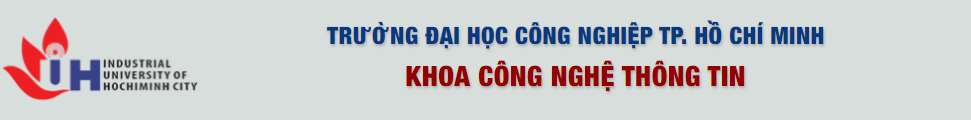 iUH
INDUSTRIAL
UNIVERSITY OF
HOCHIMINH CITY
TRƯỜNG ĐẠI HỌC CÔNG NGHIỆP TP. HỒ CHÍ MINH
KHOA CÔNG NGHỆ THÔNG TIN